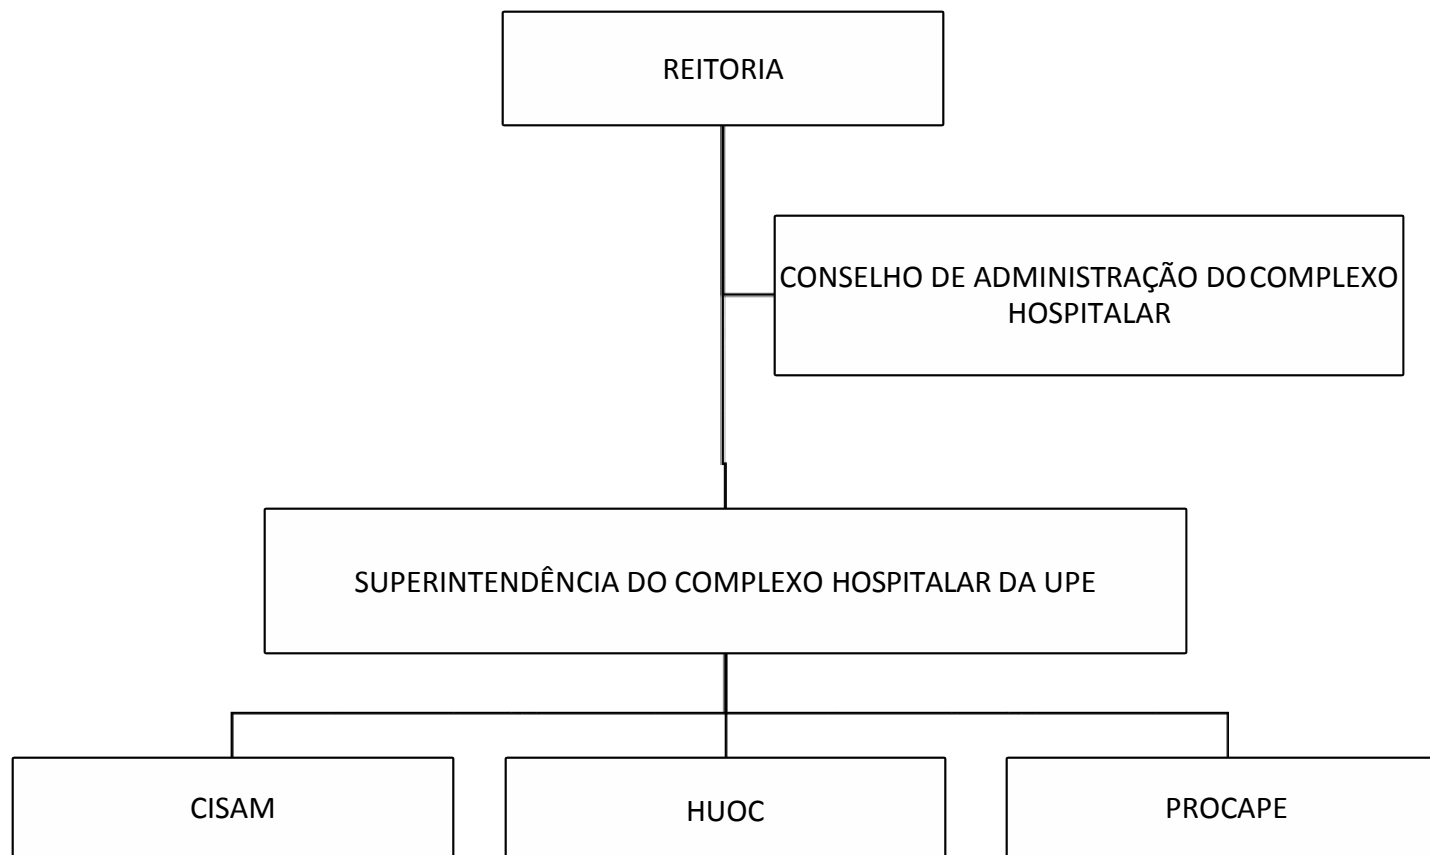 REITORIA
CONSELHO DE ADMINISTRAÇÃO DO COMPLEXO
HOSPITALAR
SUPERINTENDÊNCIA DO COMPLEXO HOSPITALAR DA UPE
CISAM
HUOC
PROCAPE